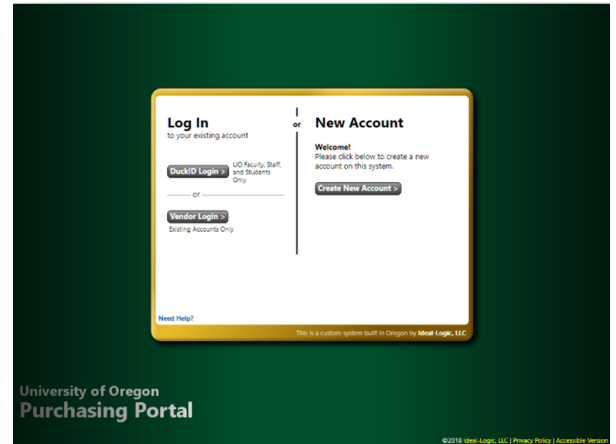 Log In
to your existing account
DuckID Login >
UO Faculty, Staff,
and Students
Only
or
Vendor Login >
Existing Accounts Only
or
New Account
Welcome!
Please click below to create a new
account on this system.
Create New Account >
Need Help?
This is a custom system built in Oregon by Ideal-Logic, LLC
University of Oregon
Purchasing Portal
©2018 Ideal-Logic, LLC | Privacy Policy | Accessible Version